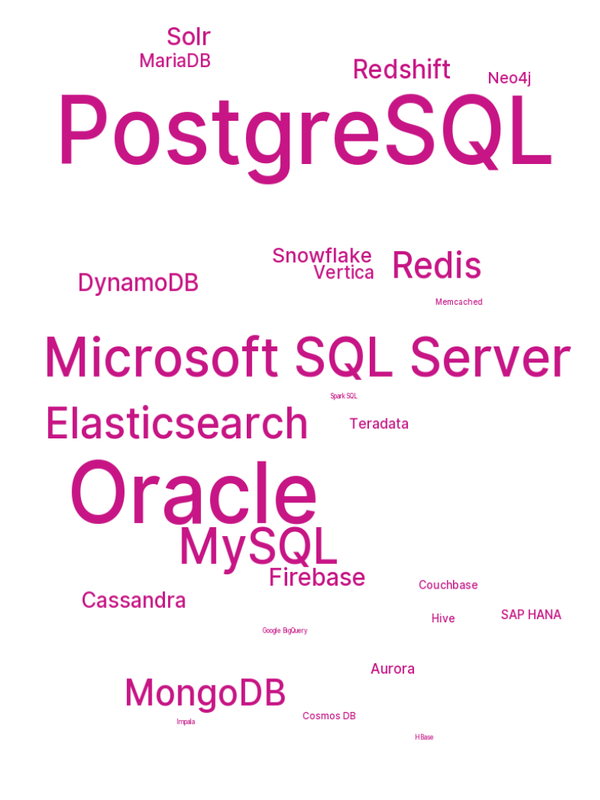 Solr
MariaDB
Redshift
Neo4j
PostgreSQL
Snowflake
Redis
Vertica
DynamoDB
Memcached
Microsoft SQL Server
Spark SQL
Elasticsearch
Teradata
Oracle
MySQL
Firebase
Couchbase
Cassandra
Hive
SAP HANA
Google BigQuery
Aurora
MongoDB
Cosmos DB
Impala
HBase